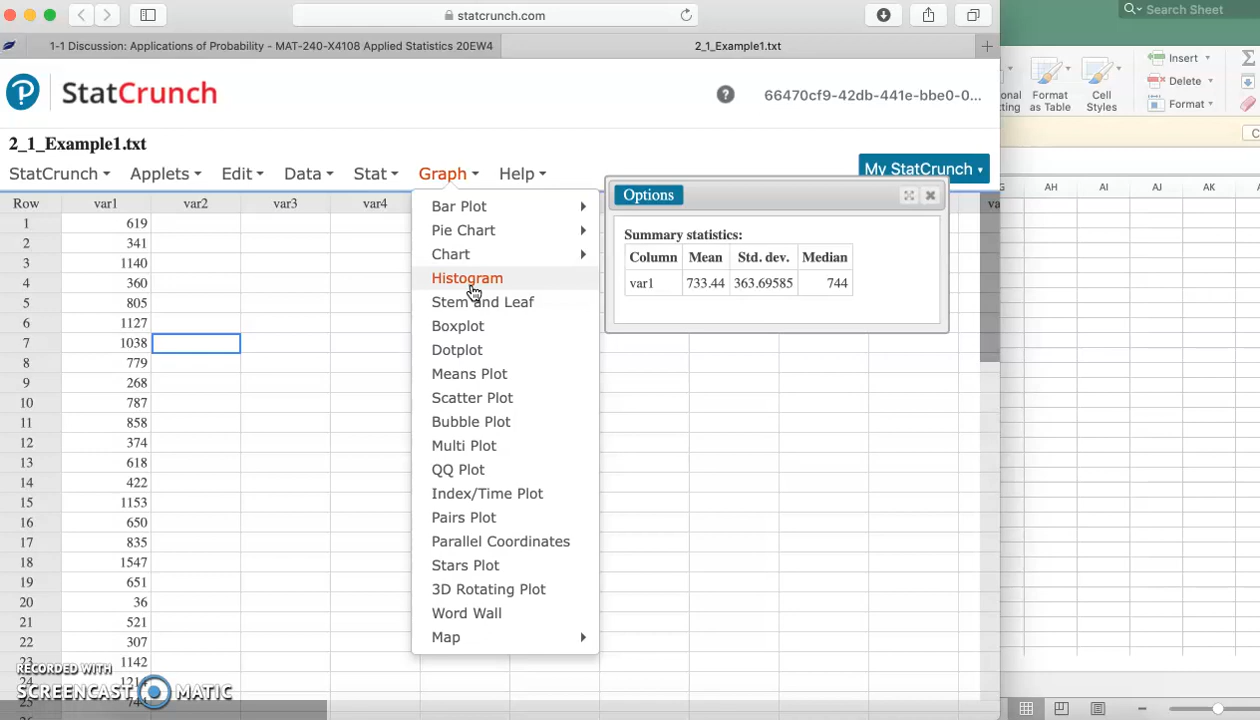 statcrunch.com
Search Sheet
1-1 Discussion: Applications of Probability - MAT-240-X4108 Applied Statistics 20EW4
2_1_Example1.txt
StatCrunch
66470cf9-42db-441e-bbe0-0...
2_1_Example1.txt
StatCrunch Applets Edit Data Stat Graph Help
My StatCrunch
Row var1 var2 var3 var4
1 619
2 341
3 1140
4 360
5 805
6 1127
7 1038
8 779
9 268
10 787
11 858
12 374
13 618
14 422
15 1153
16 650
17 835
18 1547
19 651
20 36
21 521
22 307
23 1142
24
25
Bar Plot
Pie Chart
Chart
Histogram
Stem and Leaf
Boxplot
Dotplot
Means Plot
Scatter Plot
Bubble Plot
Multi Plot
QQ Plot
Index/Time Plot
Pairs Plot
Parallel Coordinates
Stars Plot
3D Rotating Plot
Word Wall
Map
Options
Summary statistics:
Column Mean Std. dev. Median
var1 733.44 363.69585 744
va
Format
as Table
Cell
Styles
Insert
Delete
Format
AH AI AJ AK
RECORDED WITH
SCREENCAST MATIC